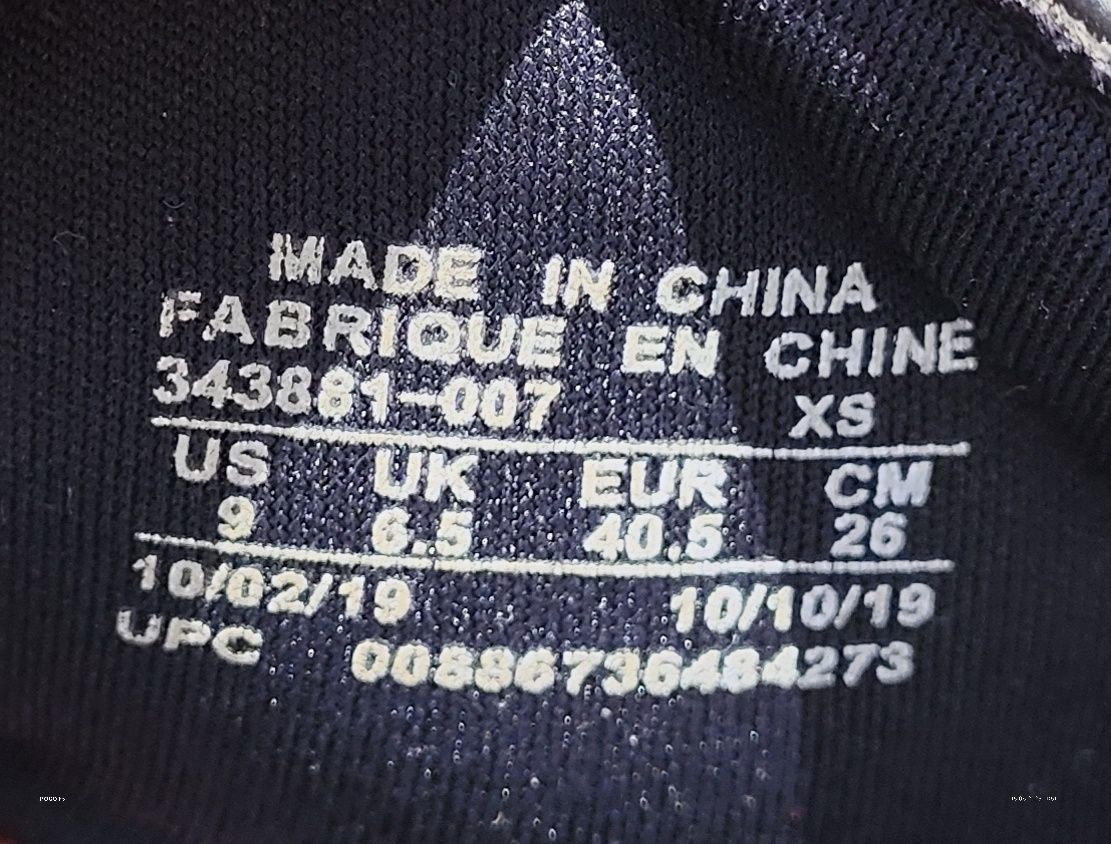 MADE IN CHINA
FABRIQUE EN CHINE
343881-007 XS
US UK EUR CM
9 6.5 40.5 26
10/02/19 10/10/19
UPC 00886736484273